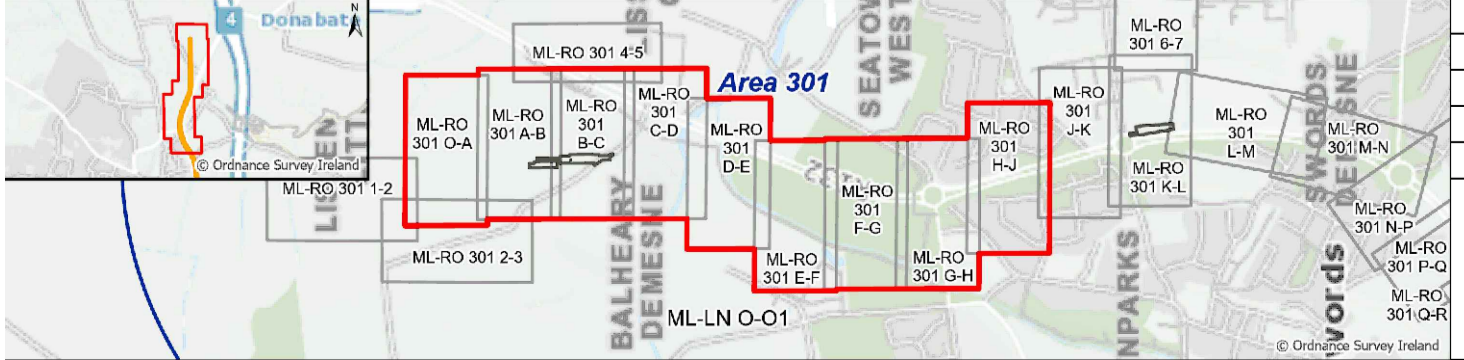 N
4
Donabate
© Ordnance Survey Ireland
ML-RO 301 4-5
Area 301
SEATOW
WEST
ML-RO
301 6-7
ML-RO
301 O-A
ML-RO
301 A-B
ML-RO
301
B-C
ML-RO
301
C-D
ML-RO
301
D-E
ML-RO
301
F-G
ML-RO
301
H-J
ML-RO
301
J-K
ML-RO
301 K-L
ML-RO
301
L-M
ML-RO
301 M-N
SWORDS
DEMESNE
ML-RO 301 1-2
ML-RO 301 2-3
BALHEARY
DEMESNE
ML-RO
301 E-F
ML-RO
301 G-H
ML-RO
301 N-P
ML-RO
301 P-Q
ML-RO
301 Q-R
ML-LN O-O1
NPARKS
words
© Ordnance Survey Ireland